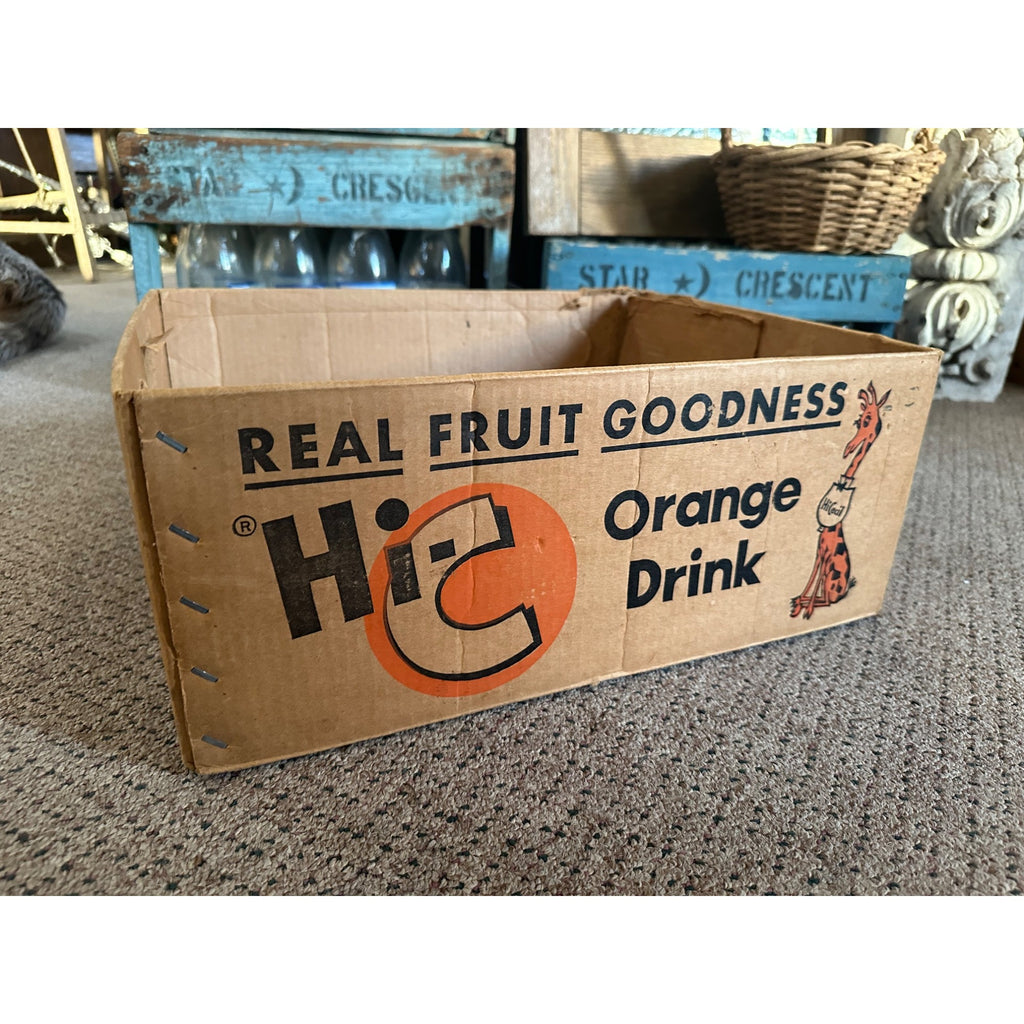 STAR CRESCENT
STAR CRESCENT
REAL FRUIT GOODNESS
® Hi-C
Orange
Drink